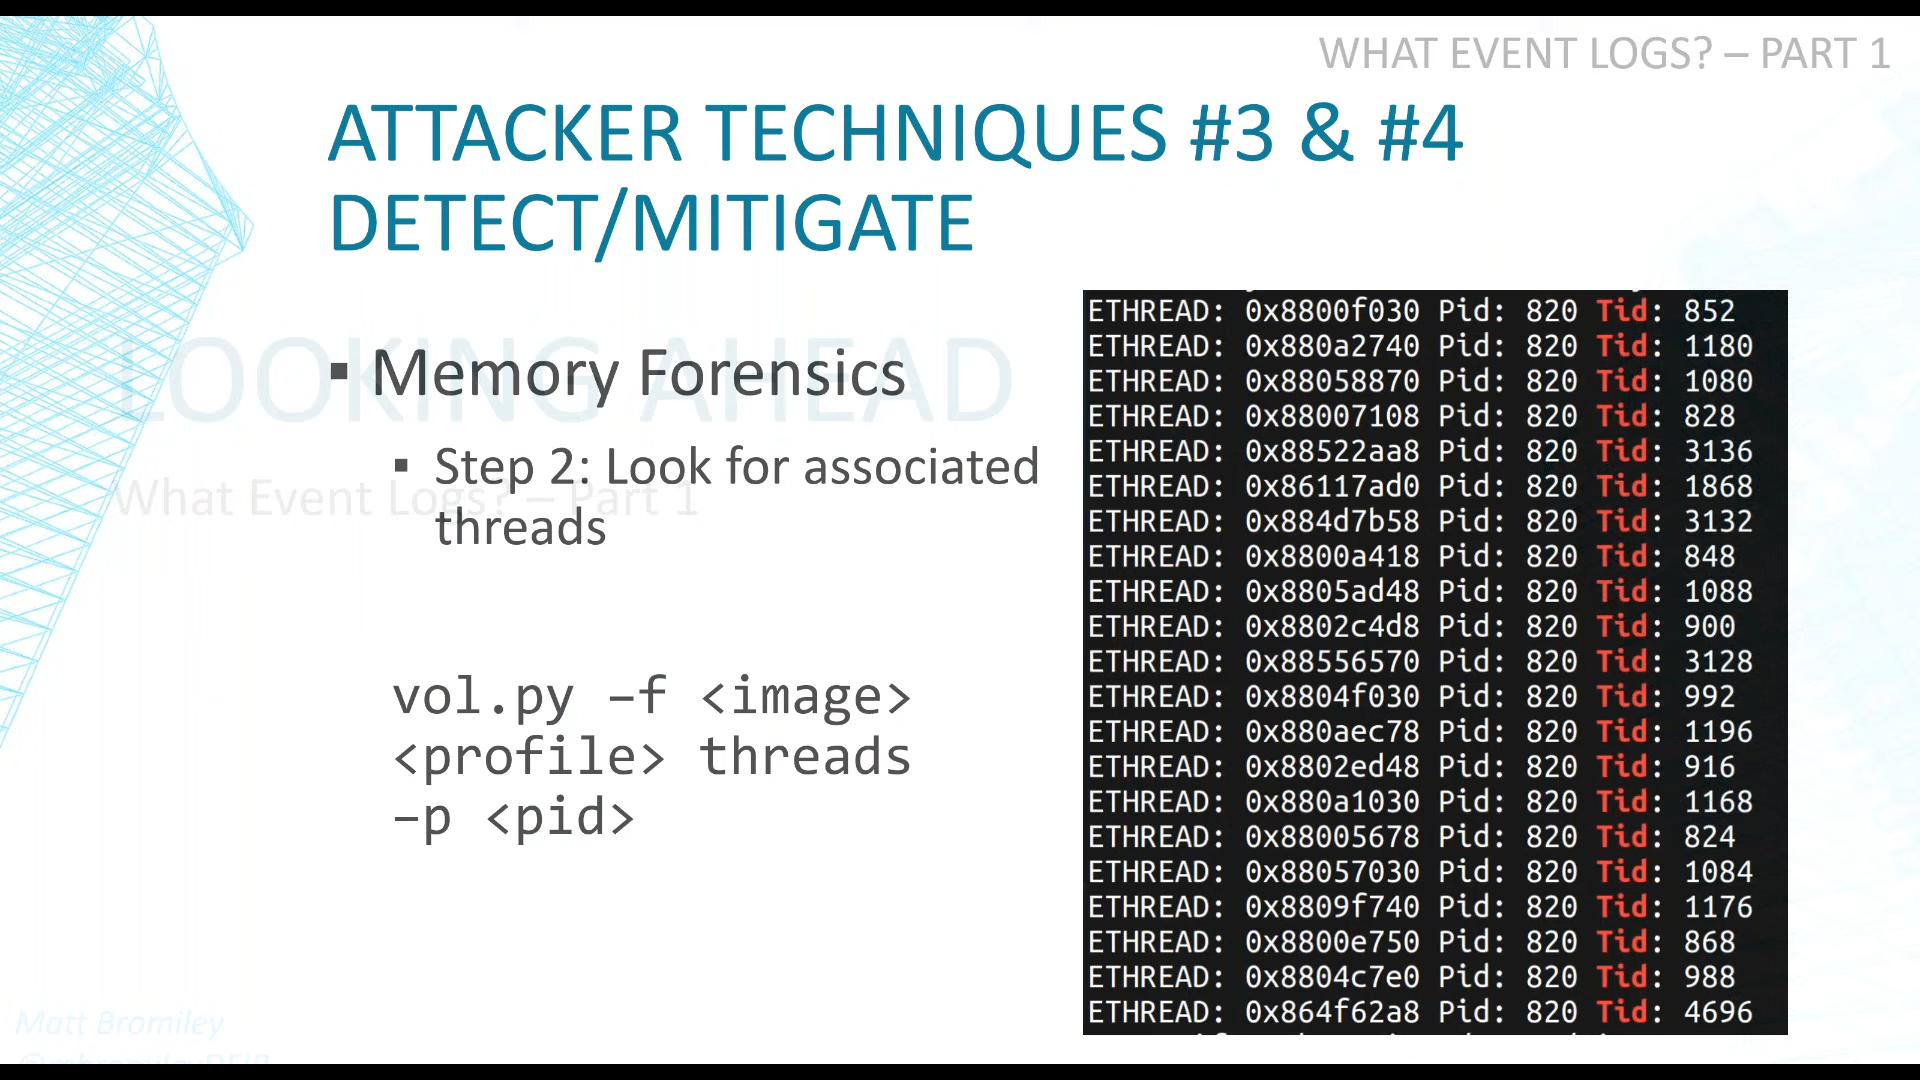 WHAT EVENT LOGS? – PART 1
ATTACKER TECHNIQUES #3 & #4
DETECT/MITIGATE
LOOKING AHEAD
What Event Logs? – Part 1
▪ Memory Forensics
▪ Step 2: Look for associated
threads
vol.py –f <image>
<profile> threads
–p <pid>
ETHREAD: 0x8800f030 Pid: 820 Tid: 852
ETHREAD: 0x880a2740 Pid: 820 Tid: 1180
ETHREAD: 0x88058870 Pid: 820 Tid: 1080
ETHREAD: 0x88007108 Pid: 820 Tid: 828
ETHREAD: 0x88522aa8 Pid: 820 Tid: 3136
ETHREAD: 0x86117ad0 Pid: 820 Tid: 1868
ETHREAD: 0x884d7b58 Pid: 820 Tid: 3132
ETHREAD: 0x8800a418 Pid: 820 Tid: 848
ETHREAD: 0x8805ad48 Pid: 820 Tid: 1088
ETHREAD: 0x8802c4d8 Pid: 820 Tid: 900
ETHREAD: 0x88556570 Pid: 820 Tid: 3128
ETHREAD: 0x8804f030 Pid: 820 Tid: 992
ETHREAD: 0x880aec78 Pid: 820 Tid: 1196
ETHREAD: 0x8802ed48 Pid: 820 Tid: 916
ETHREAD: 0x880a1030 Pid: 820 Tid: 1168
ETHREAD: 0x88005678 Pid: 820 Tid: 824
ETHREAD: 0x88057030 Pid: 820 Tid: 1084
ETHREAD: 0x8809f740 Pid: 820 Tid: 1176
ETHREAD: 0x8800e750 Pid: 820 Tid: 868
ETHREAD: 0x8804c7e0 Pid: 820 Tid: 988
ETHREAD: 0x864f62a8 Pid: 820 Tid: 4696
Matt Bromiley